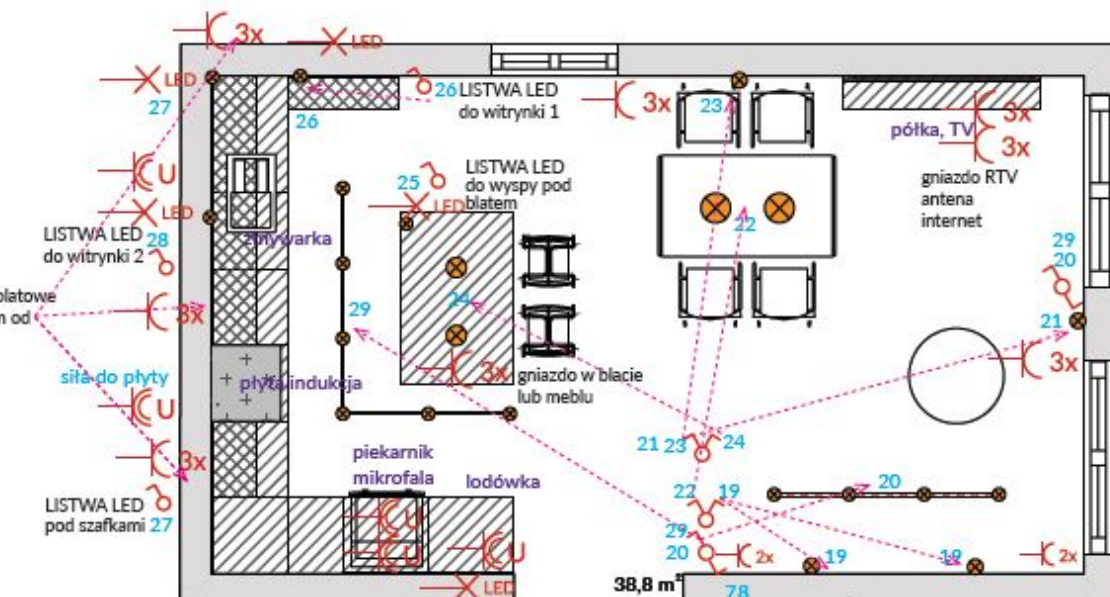 3x
LED
LED
27
26
26 LISTWA LED
do witrynki 1
3x
23
3x
półka, TV
3x
gniazdo RTV
antena
internet
U
25
LISTWA LED
do wyspy pod
blatem
LED
LED
LISTWA LED 28
do witrynki 2
zmywarka
22
29
20
płatowe
n od
3x
29
24
21
siła do płyty
płyta indukcja
U
3x
gniazdo w blacie
lub meblu
3x
3x
21 23 24
piekarnik
mikrofala
lodówka
LISTWA LED
pod szafkami 27
22 19
20
29
20
U
U
U
2x
19
19
2x
LED
38,8 m²
78